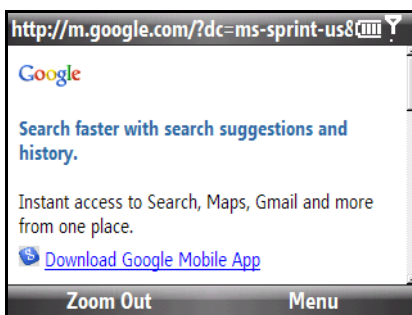 http://m.google.com/?dc=ms-sprint-us&
Google
Search faster with search suggestions and
history.
Instant access to Search, Maps, Gmail and more
from one place.
Download Google Mobile App
Zoom Out Menu